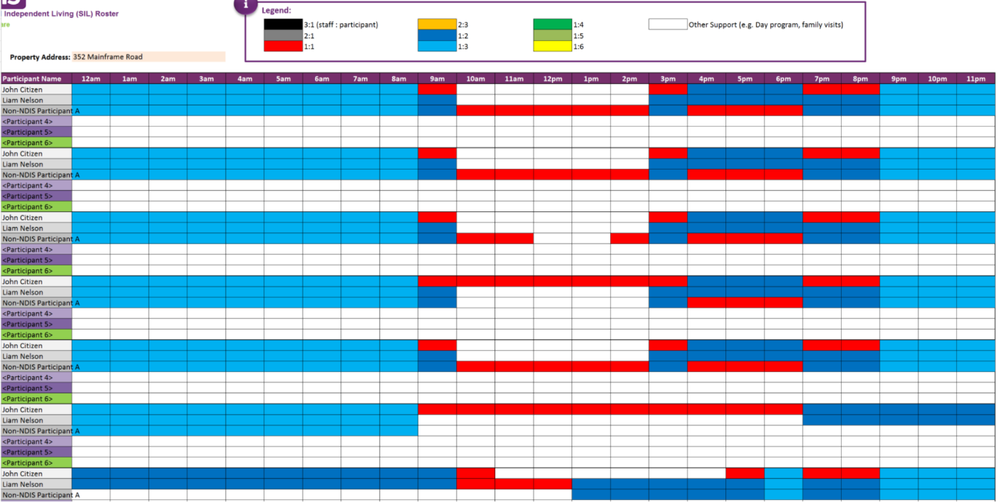 Independent Living (SIL) Roster
i
Legend:
3:1 (staff : participant)
2:3
1:4
Other Support (e.g. Day program, family visits)
2:1
1:2
1:5
1:1
1:3
1:6
Property Address: 352 Mainframe Road
Participant Name 12am 1am 2am 3am 4am 5am 6am 7am 8am 9am 10am 11am 12pm 1pm 2pm 3pm 4pm 5pm 6pm 7pm 8pm 9pm 10pm 11pm
John Citizen
Liam Nelson
Non-NDIS Participant A
<Participant 4>
<Participant 5>
<Participant 6>
John Citizen
Liam Nelson
Non-NDIS Participant A
<Participant 4>
<Participant 5>
<Participant 6>
John Citizen
Liam Nelson
Non-NDIS Participant A
<Participant 4>
<Participant 5>
<Participant 6>
John Citizen
Liam Nelson
Non-NDIS Participant A
<Participant 4>
<Participant 5>
<Participant 6>
John Citizen
Liam Nelson
Non-NDIS Participant A
<Participant 4>
<Participant 5>
<Participant 6>
John Citizen
Liam Nelson
Non-NDIS Participant A
<Participant 4>
<Participant 5>
<Participant 6>
John Citizen
Liam Nelson
Non-NDIS Participant A